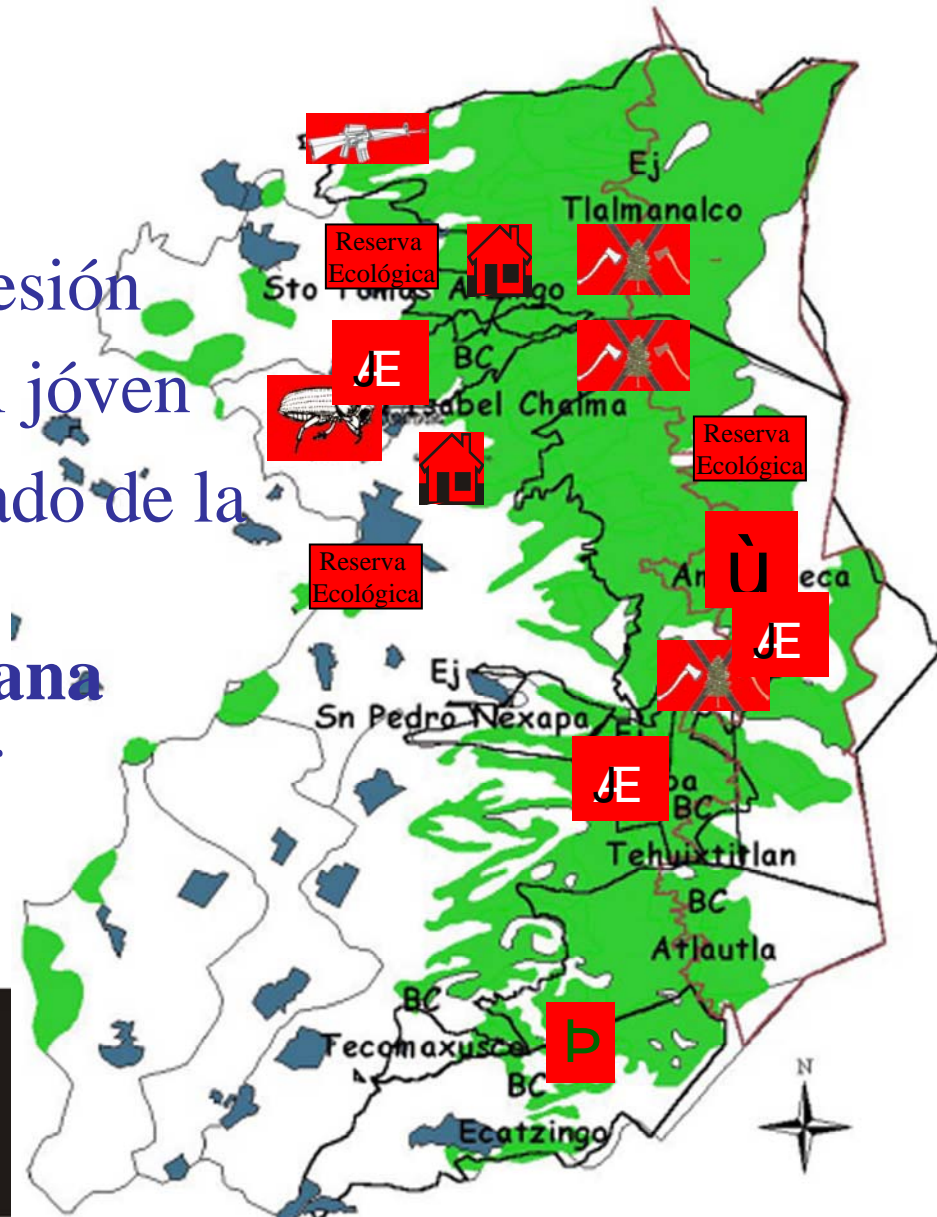 Ej
Tlalmanalco
Reserva
Ecológica
Sto Tomas
esión
BC
Æ
J
jóven
Isabel Chalma
Reserva
Ecológica
ado de la
Ù
Reserva
Ecológica
Æ
J
ana
Ej
Sn Pedro Nexapa
Æ
J
BC
Tehuixtitlan
BC
Atlautla
BC
Tecomaxusco
Þ
BC
Ecatzingo
N